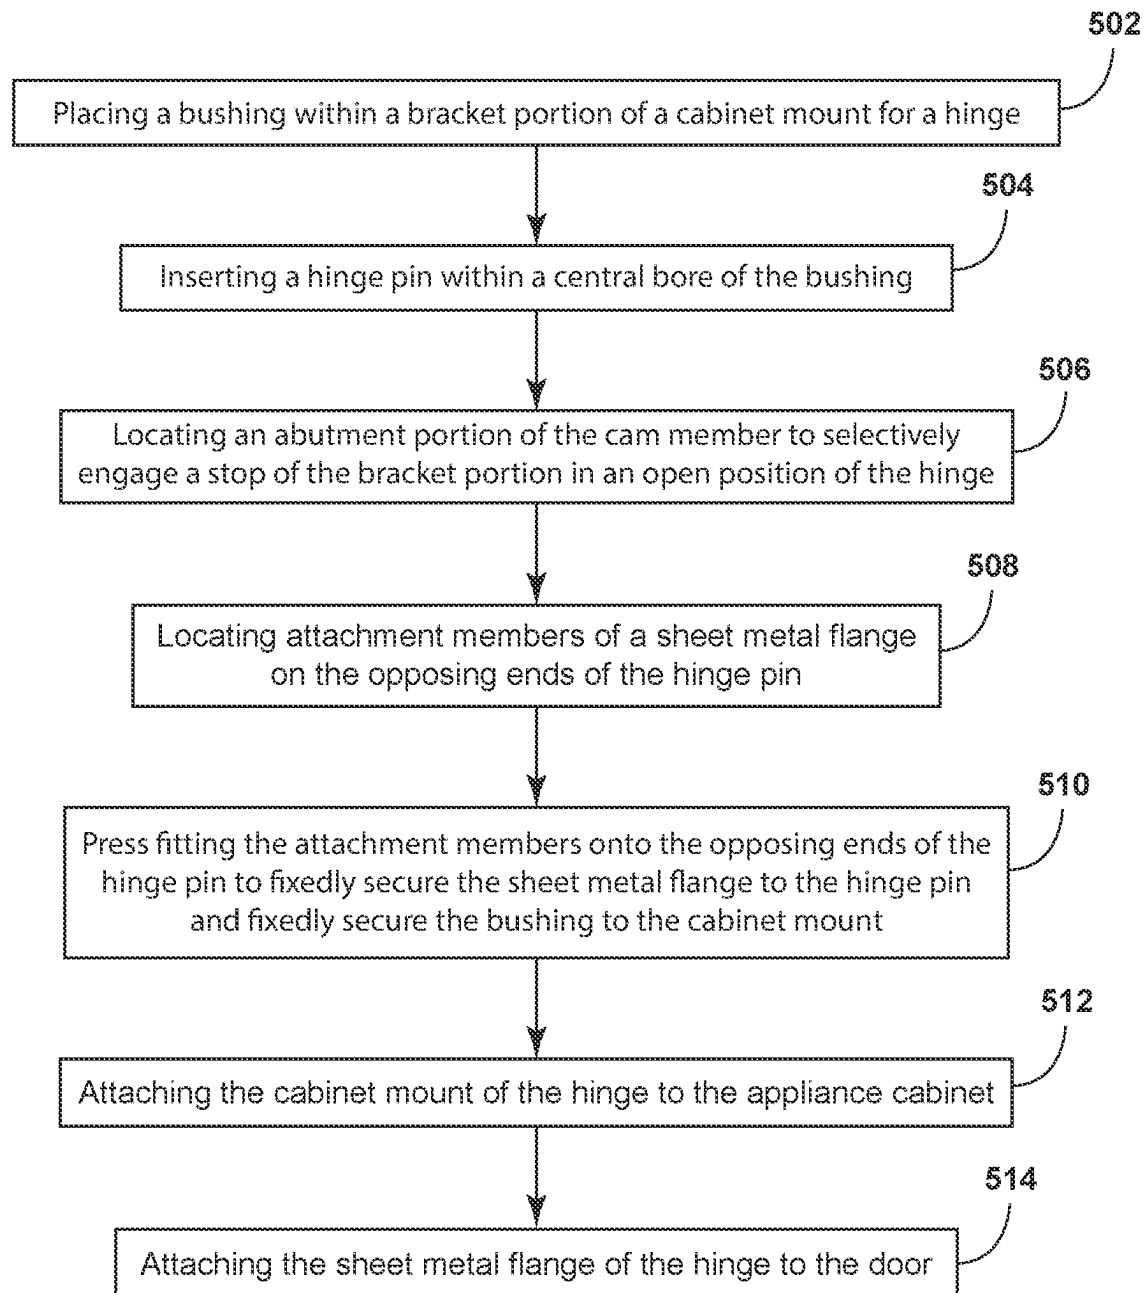 502
Placing a bushing within a bracket portion of a cabinet mount for a hinge
504
Inserting a hinge pin within a central bore of the bushing
506
Locating an abutment portion of the cam member to selectively
engage a stop of the bracket portion in an open position of the hinge
508
Locating attachment members of a sheet metal flange
on the opposing ends of the hinge pin
510
Press fitting the attachment members onto the opposing ends of the
hinge pin to fixedly secure the sheet metal flange to the hinge pin
and fixedly secure the bushing to the cabinet mount
512
Attaching the cabinet mount of the hinge to the appliance cabinet
514
Attaching the sheet metal flange of the hinge to the door